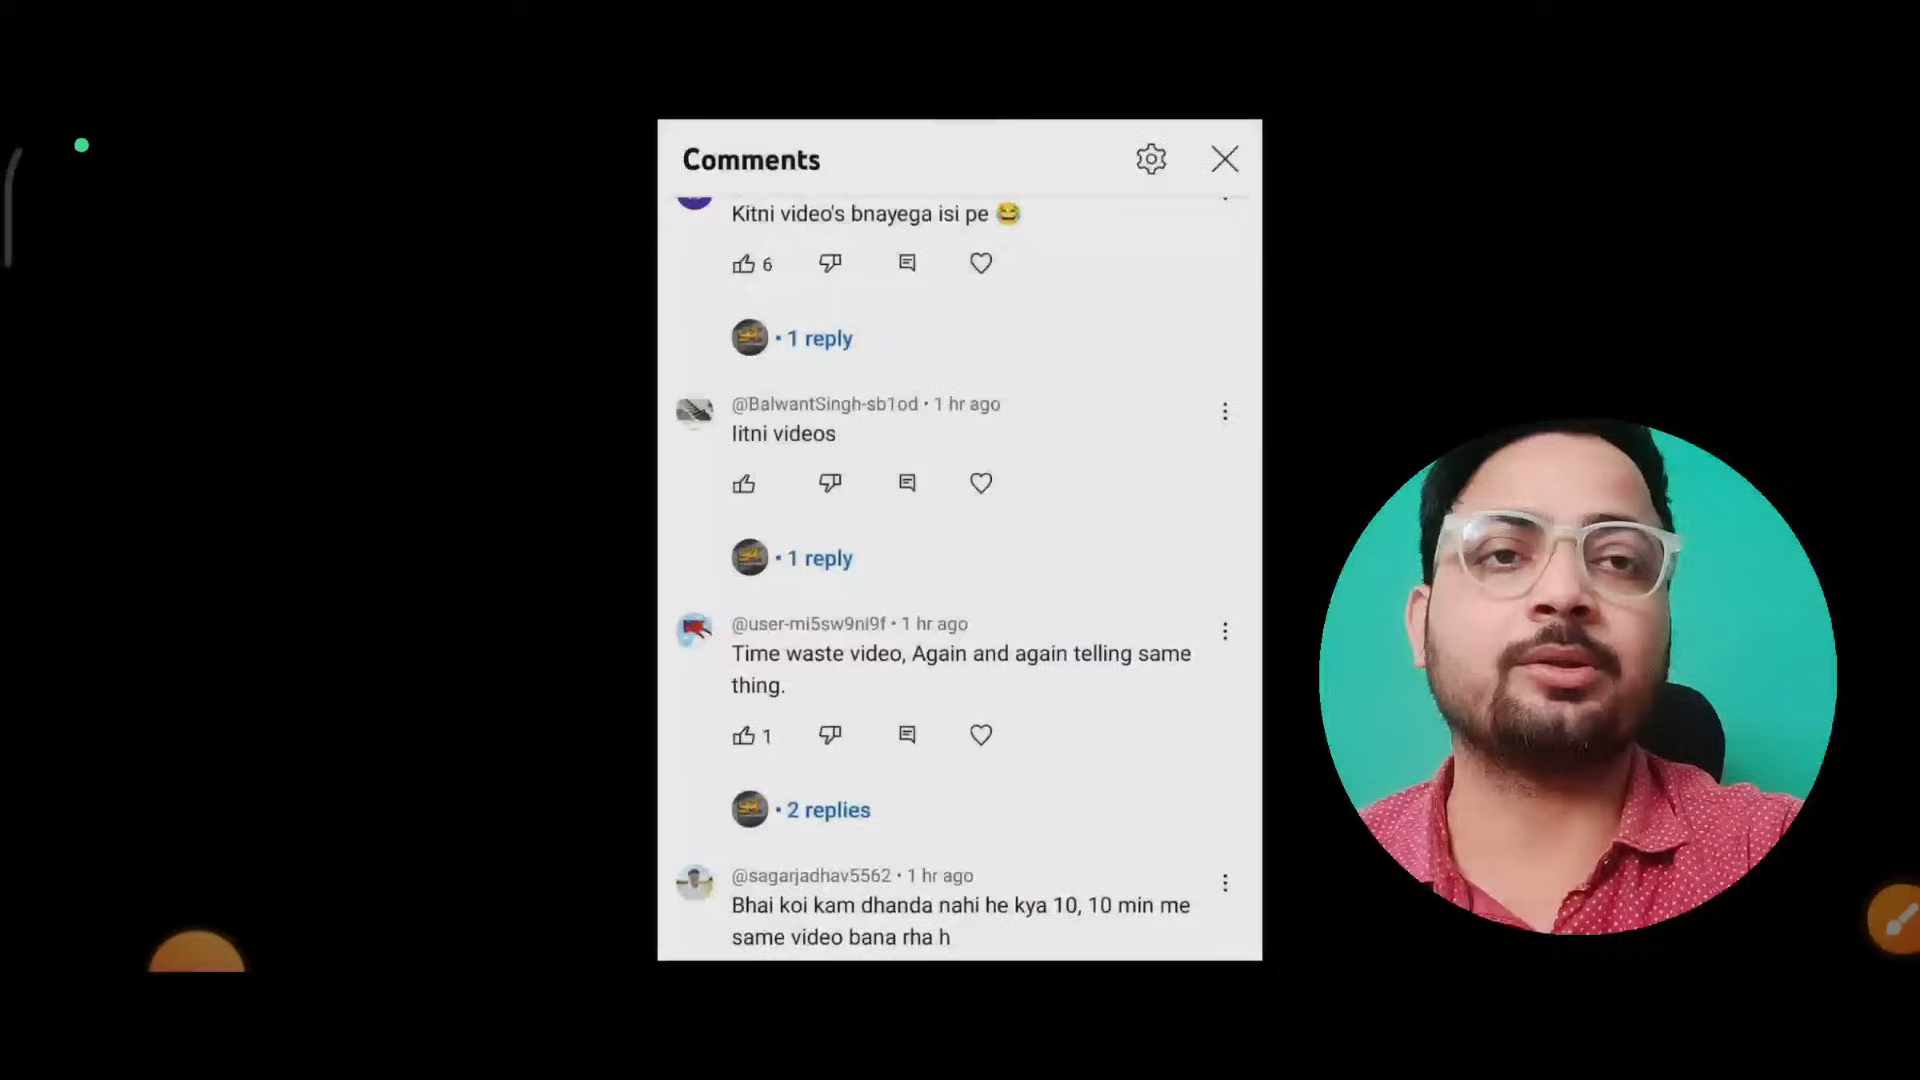 Comments
Kitni video's bnayega isi pe 😂
6
• 1 reply
@BalwantSingh-sb1od • 1 hr ago
litni videos
• 1 reply
@user-mi5sw9ni9f • 1 hr ago
Time waste video, Again and again telling same
thing.
1
• 2 replies
@sagarjadhav5562 • 1 hr ago
Bhai koi kam dhanda nahi he kya 10, 10 min me
same video bana rha h